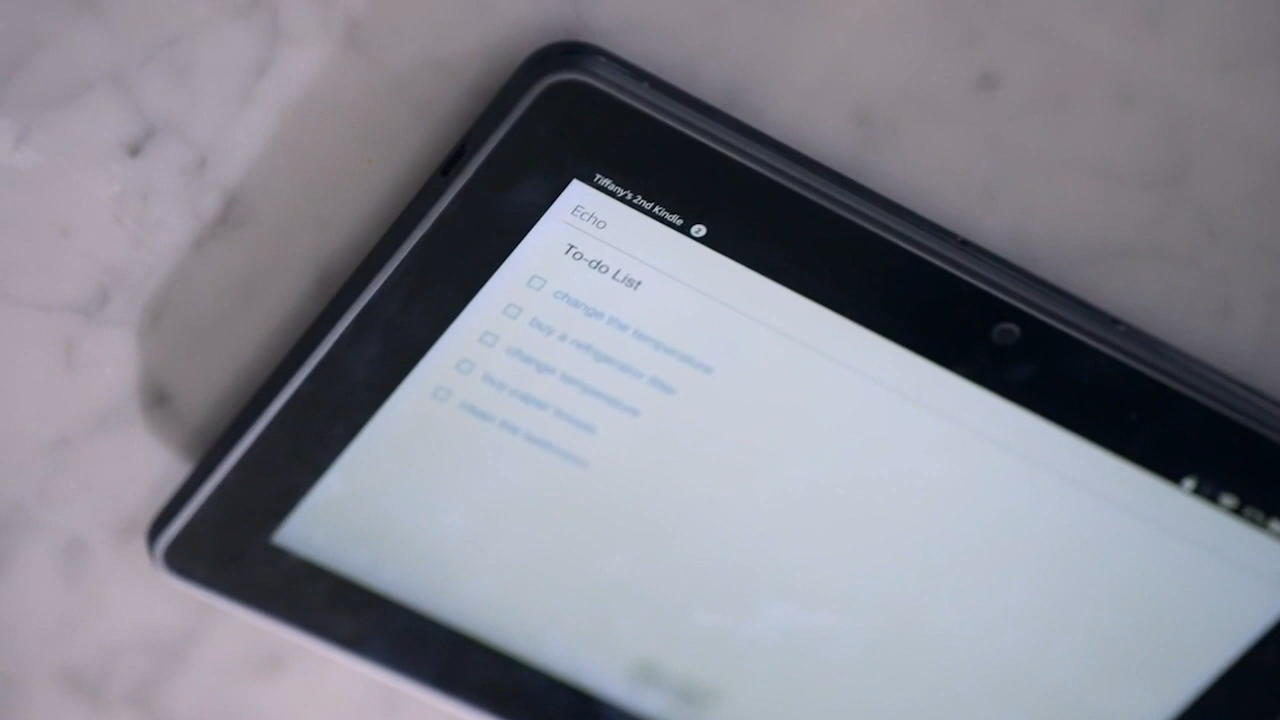 Tiffany's 2nd Kindle 2
Echo
To-do List
change the temperature
buy a refrigerator filter
change temperature
buy paper towels
clean the bathroom